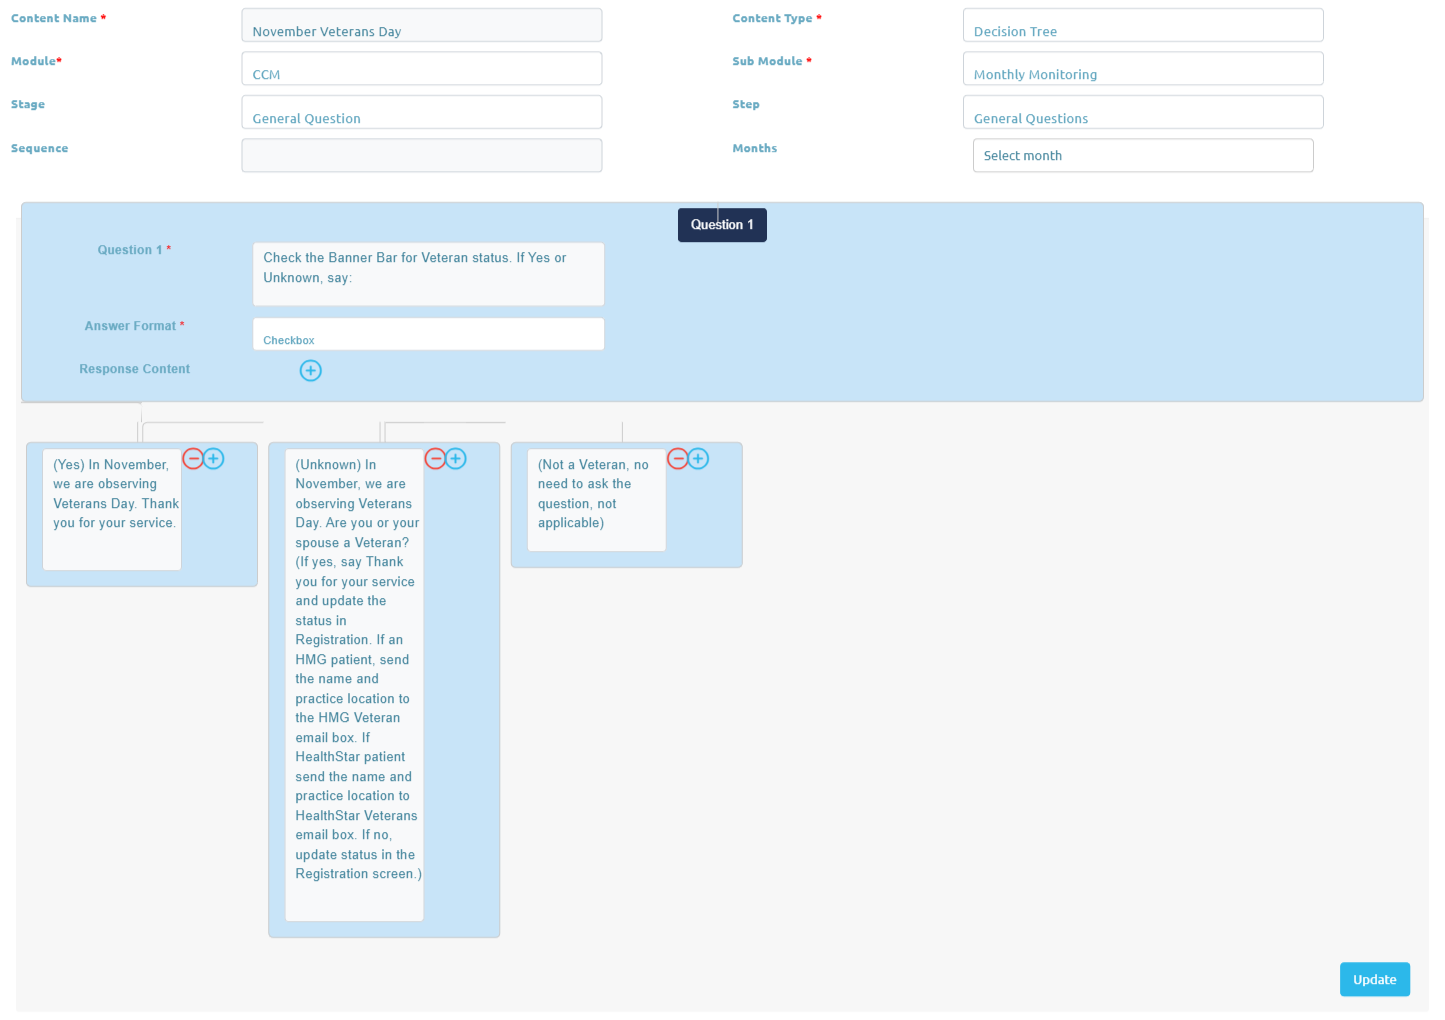 Content Name *
November Veterans Day
Content Type *
Decision Tree
Module*
CCM
Sub Module *
Monthly Monitoring
Stage
General Question
Step
General Questions
Sequence
Months
Select month
Question 1
Question 1 *
Check the Banner Bar for Veteran status. If Yes or
Unknown, say:
Answer Format *
Checkbox
Response Content
(Yes) In November,
we are observing
Veterans Day. Thank
you for your service.
(Unknown) In
November, we are
observing Veterans
Day. Are you or your
spouse a Veteran?
(If yes, say Thank
you for your service
and update the
status in
Registration. If an
HMG patient, send
the name and
practice location to
the HMG Veteran
email box. If
HealthStar patient
send the name and
practice location to
HealthStar Veterans
email box. If no,
update status in the
Registration screen.)
(Not a Veteran, no
need to ask the
question, not
applicable)
Update